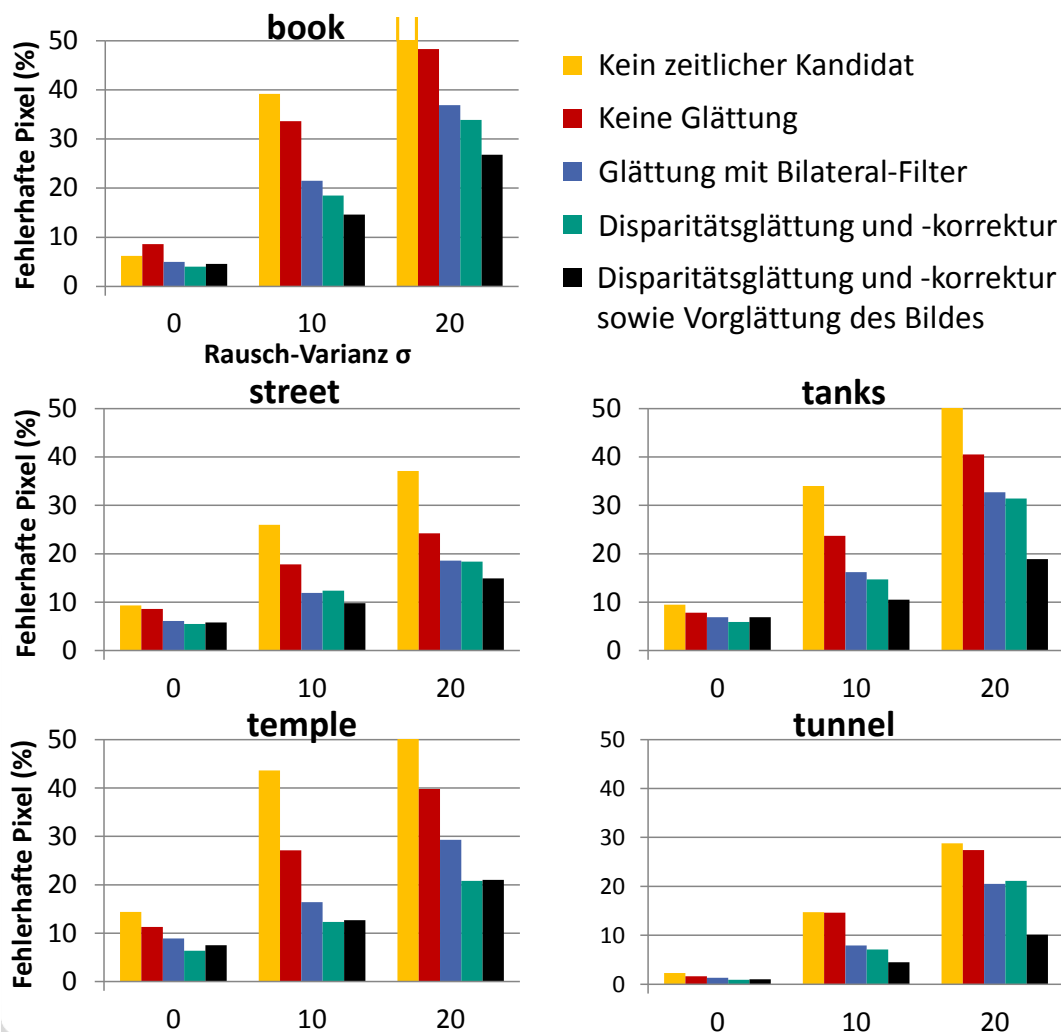 book
Fehlerhafte Pixel (%)
50
40
30
20
10
0
0 10 20
Rausch-Varianz σ
Kein zeitlicher Kandidat
Keine Glättung
Glättung mit Bilateral-Filter
Disparitätsglättung und -korrektur
Disparitätsglättung und -korrektur
sowie Vorglättung des Bildes
street
Fehlerhafte Pixel (%)
50
40
30
20
10
0
0 10 20
tanks
50
40
30
20
10
0
0 10 20
temple
Fehlerhafte Pixel (%)
50
40
30
20
10
0
0 10 20
tunnel
50
40
30
20
10
0
0 10 20